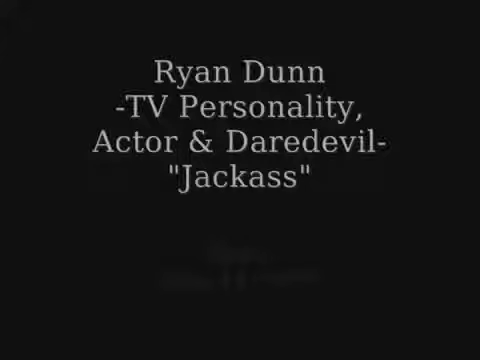 Ryan Dunn
-TV Personality,
Actor & Daredevil-
"Jackass"